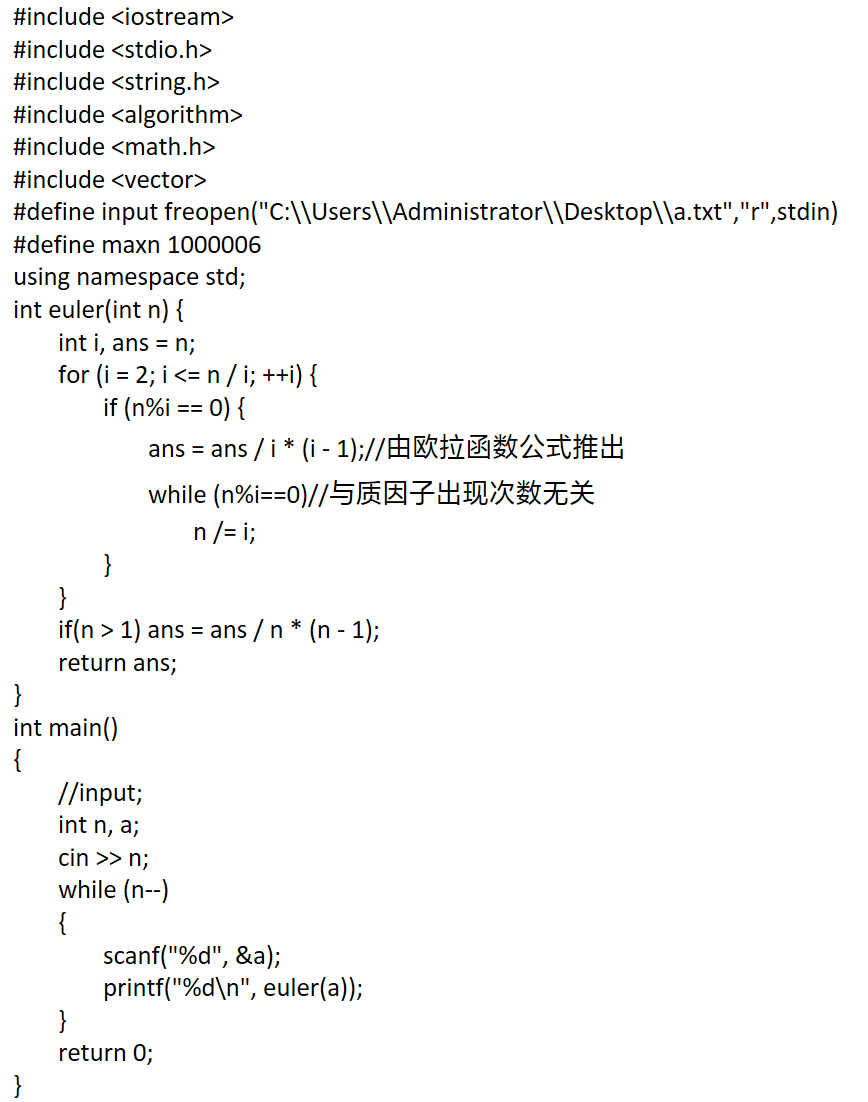 #include <iostream>
#include <stdio.h>
#include <string.h>
#include <algorithm>
#include <math.h>
#include <vector>
#define input freopen("C:\\Users\\Administrator\\Desktop\\a.txt","r",stdin)
#define maxn 1000006
using namespace std;
int euler(int n) {
int i, ans = n;
for (i = 2; i <= n / i; ++i) {
if (n%i == 0) {
ans = ans / i * (i - 1);//由欧拉函数公式推出
while (n%i==0)//与质因子出现次数无关
n /= i;
}
}
if(n > 1) ans = ans / n * (n - 1);
return ans;
}
int main()
{
//input;
int n, a;
cin >> n;
while (n--)
{
scanf("%d", &a);
printf("%d\n", euler(a));
}
return 0;
}